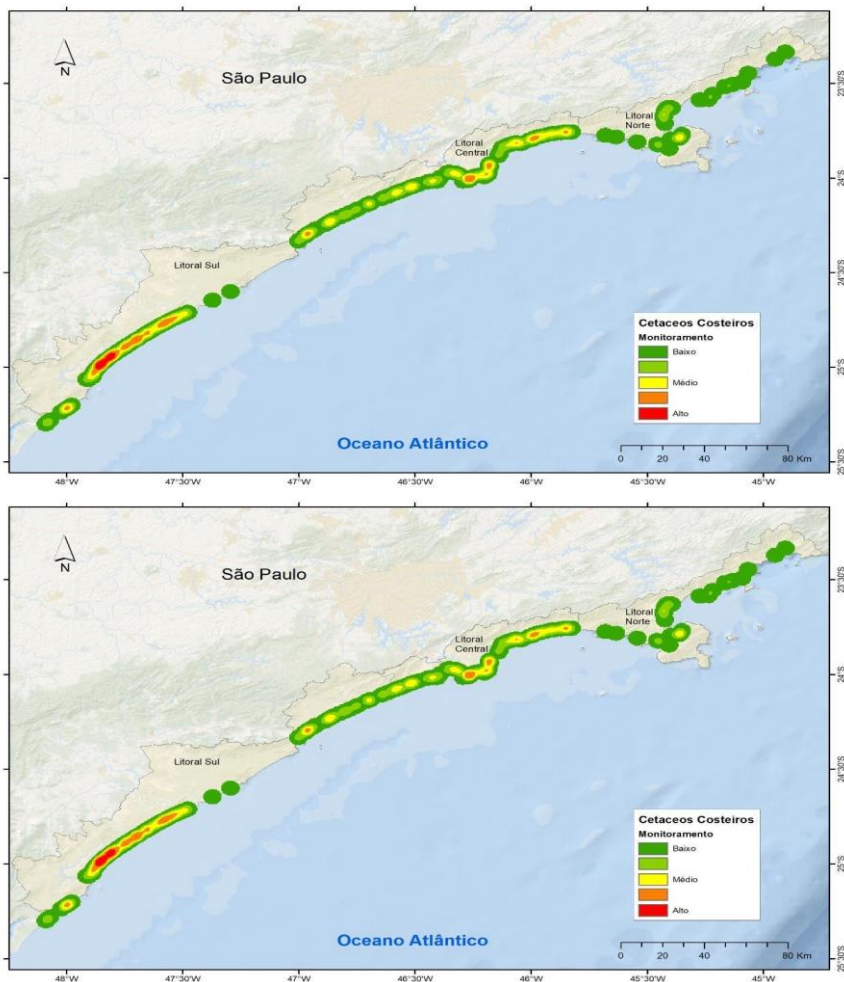 N
São Paulo
Litoral
Norte
Litoral
Central
Litoral Sul
Oceano Atlântico
Cetaceos Costeiros
Monitoramento
Baixo
Médio
Alto
0 20 40 80 Km
23°30'S
24°S
24°30'S
25°S
25°30'S
48°W 47°30'W 47°W 46°30'W 46°W 45°30'W 45°W
N
São Paulo
Litoral
Norte
Litoral
Central
Litoral Sul
Oceano Atlântico
Cetaceos Costeiros
Monitoramento
Baixo
Médio
Alto
0 20 40 80 Km
23°30'S
24°S
24°30'S
25°S
25°30'S
48°W 47°30'W 47°W 46°30'W 46°W 45°30'W 45°W